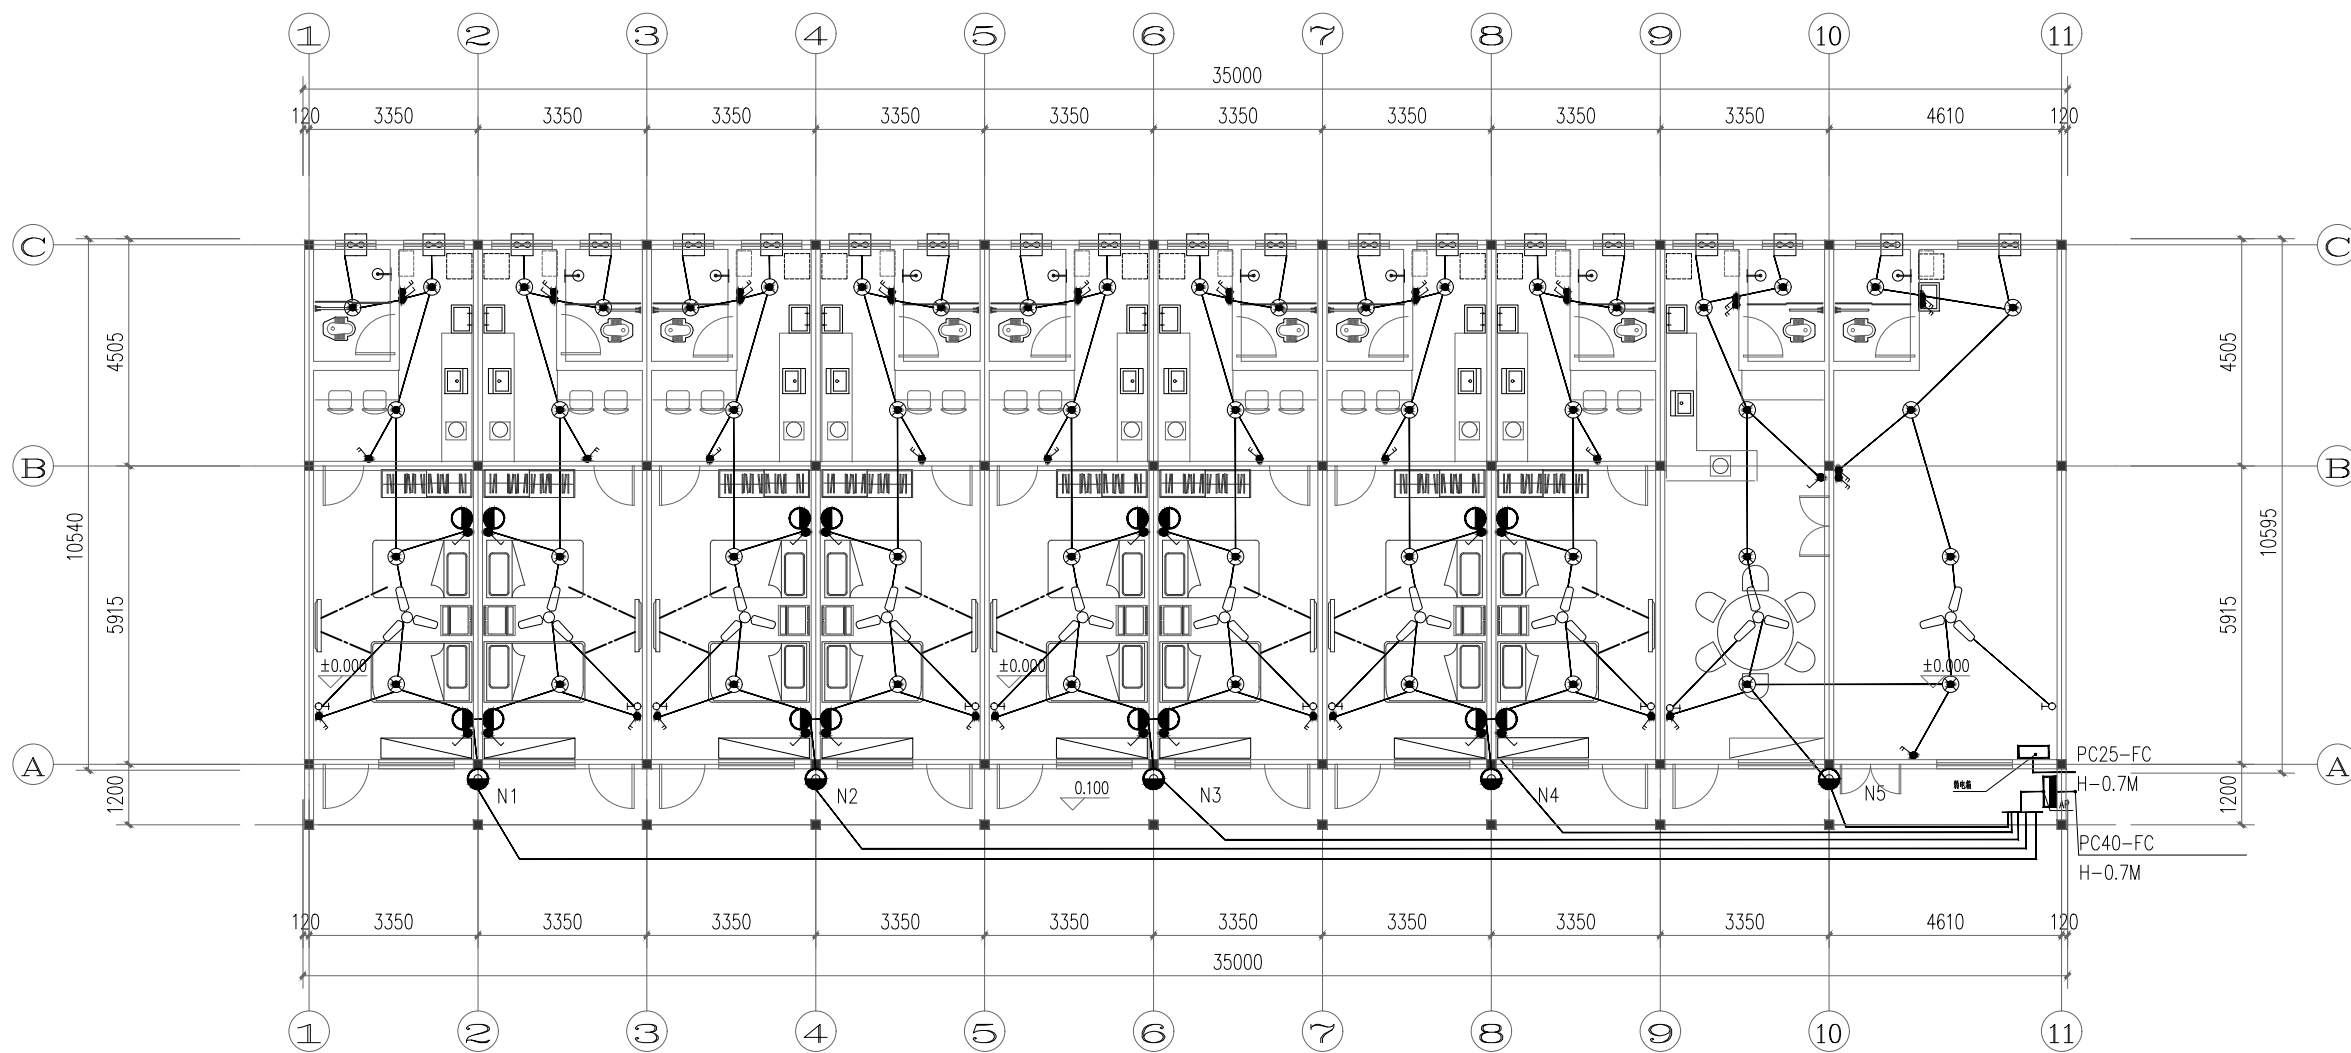 1 2 3 4 5 6 7 8 9 10 11
35000
120 3350 3350 3350 3350 3350 3350 3350 3350 3350 4610 120
C C
4505 4505
B B
10540 10595
5915 5915
±0.000 ±0.000 ±0.000
A A
PC25-FC
H-0.7M
1200 1200
N1 N2 0.100 N3 N4 N5
弱电箱
AP
PC40-FC
H-0.7M
120 3350 3350 3350 3350 3350 3350 3350 3350 3350 4610 120
35000
1 2 3 4 5 6 7 8 9 10 11